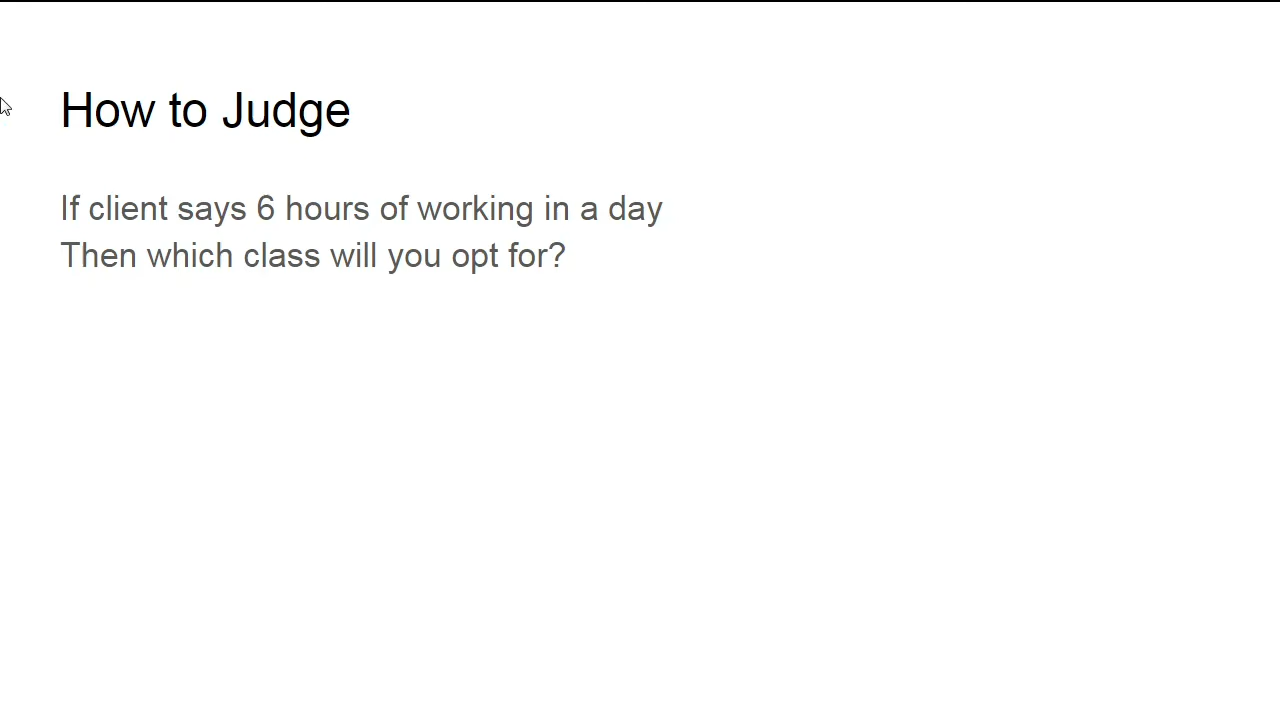 How to Judge
If client says 6 hours of working in a day
Then which class will you opt for?